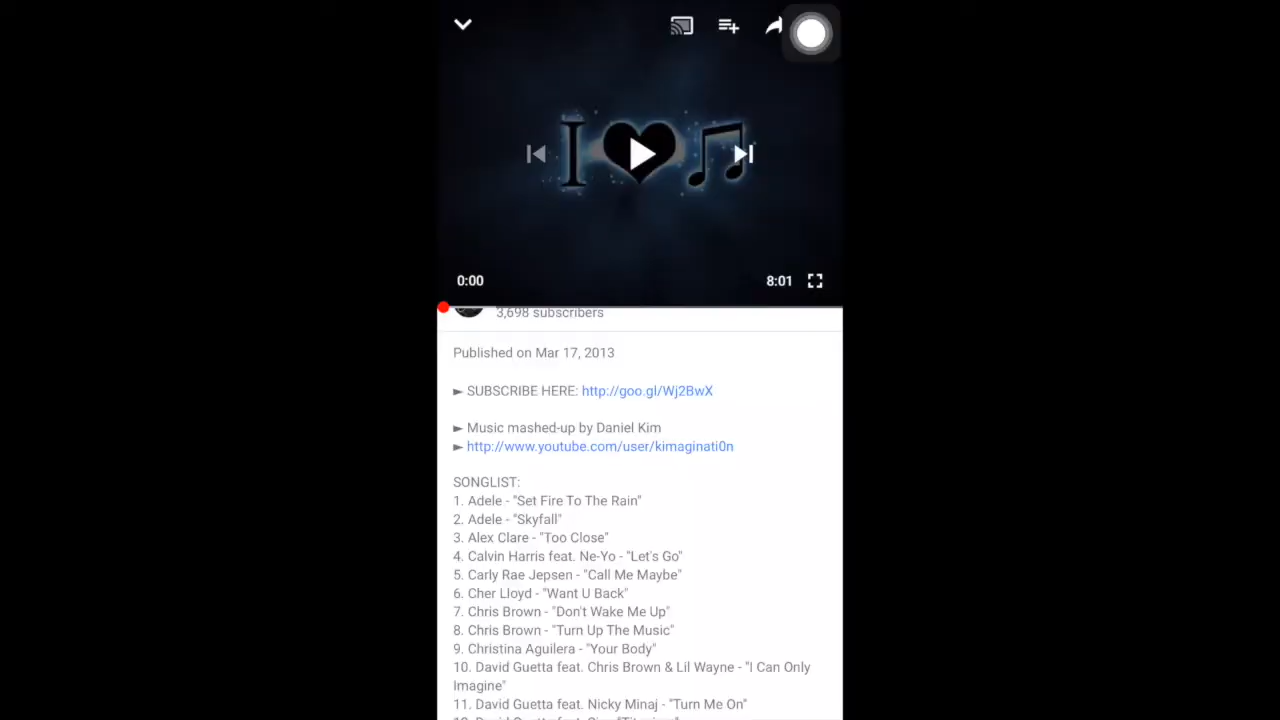 I
0:00
8:01
3,698 subscribers
Published on Mar 17, 2013
► SUBSCRIBE HERE: http://goo.gl/Wj2BwX
► Music mashed-up by Daniel Kim
► http://www.youtube.com/user/kimaginati0n
SONGLIST:
1. Adele - "Set Fire To The Rain"
2. Adele - "Skyfall"
3. Alex Clare - "Too Close"
4. Calvin Harris feat. Ne-Yo - "Let's Go"
5. Carly Rae Jepsen - "Call Me Maybe"
6. Cher Lloyd - "Want U Back"
7. Chris Brown - "Don't Wake Me Up"
8. Chris Brown - "Turn Up The Music"
9. Christina Aguilera - "Your Body"
10. David Guetta feat. Chris Brown & Lil Wayne - "I Can Only
Imagine"
11. David Guetta feat. Nicky Minaj - "Turn Me On"